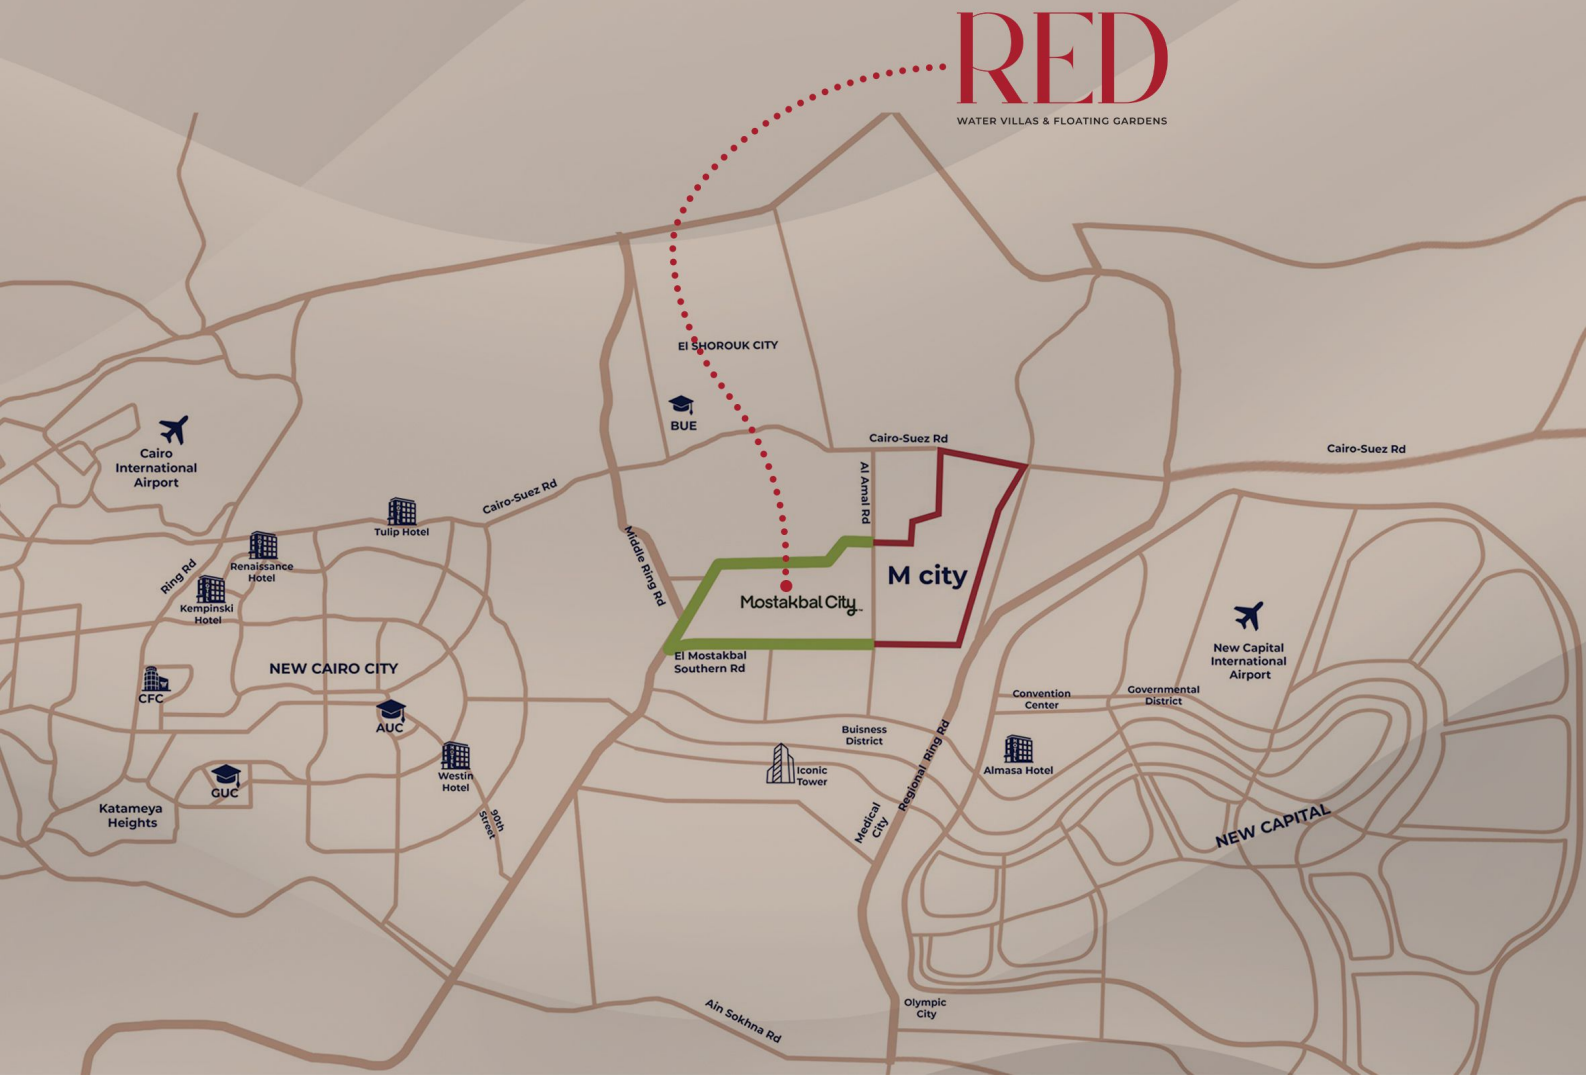 RED
WATER VILLAS & FLOATING GARDENS
El SHOROUK CITY
BUE
Cairo-Suez Rd
Cairo-Suez Rd
Cairo
International
Airport
Al Amal Rd
Cairo-Suez Rd
Tulip Hotel
Middle Ring Rd
Renaissance
Hotel
Ring Rd
Kempinski
Hotel
M city
Mostakbal City
El Mostakbal
Southern Rd
New Capital
International
Airport
NEW CAIRO CITY
CFC
AUC
Convention
Center
Governmental
District
Buisness
District
Regional Ring Rd
Iconic
Tower
Almasa Hotel
Westin
Hotel
GUC
Katameya
Heights
90th
Street
Medical
City
NEW CAPITAL
Olympic
City
Ain Sokhna Rd